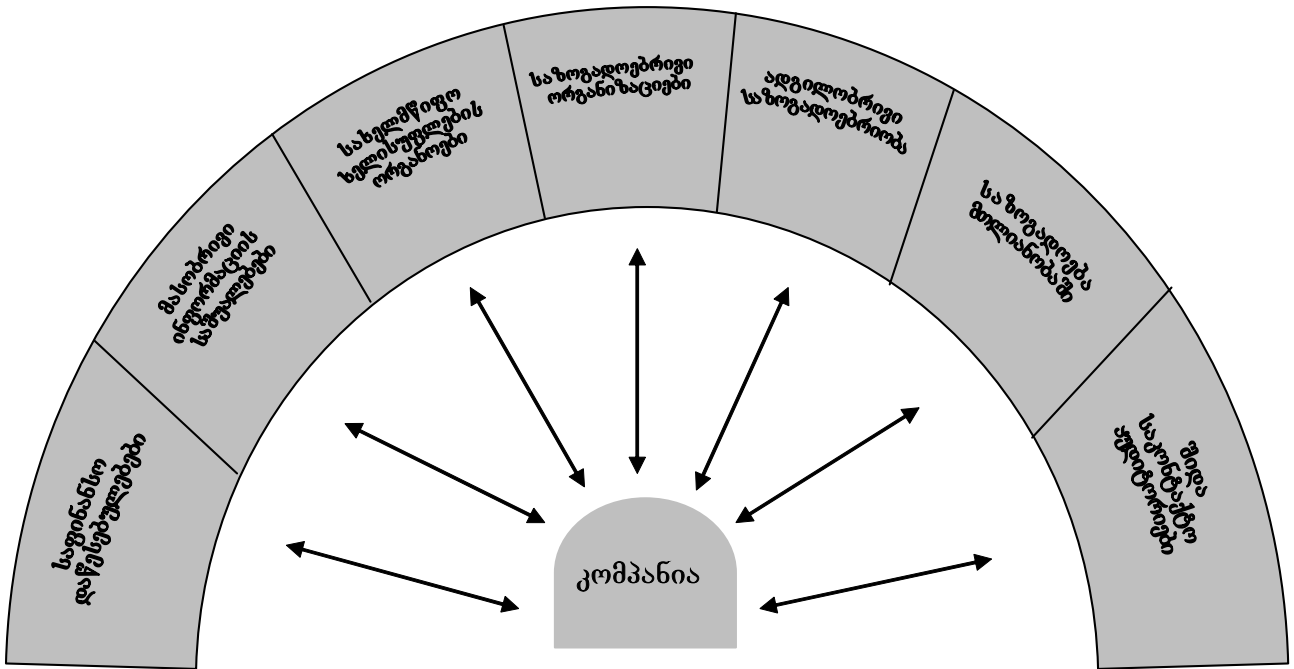 საფინანსო
დაწესებულებები
მასობრივი
ინფორმაციის
საშუალებები
სახელმწიფო
ხელისუფლების
ორგანოები
საზოგადოებრივი
ორგანიზაციები
ადგილობრივი
საზოგადოებრიობა
საზოგადოება
მთლიანობაში
შიდა
საკონტაქტო
აუდიტორიები
კომპანია